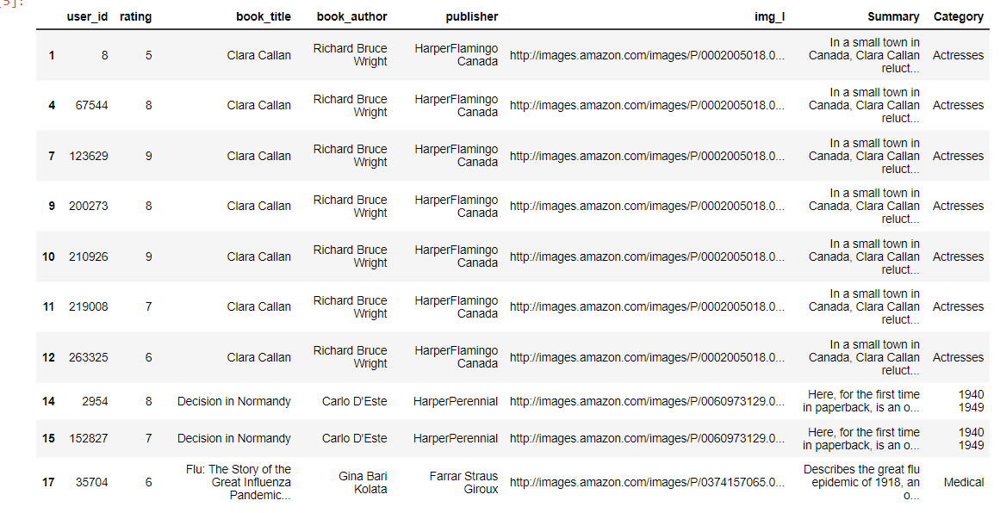 [5]:
user_id rating book_title book_author publisher img_l Summary Category
1 8 5 Clara Callan Richard Bruce Wright HarperFlamingo Canada http://images.amazon.com/images/P/0002005018.0... In a small town in Canada, Clara Callan reluct... Actresses
4 67544 8 Clara Callan Richard Bruce Wright HarperFlamingo Canada http://images.amazon.com/images/P/0002005018.0... In a small town in Canada, Clara Callan reluct... Actresses
7 123629 9 Clara Callan Richard Bruce Wright HarperFlamingo Canada http://images.amazon.com/images/P/0002005018.0... In a small town in Canada, Clara Callan reluct... Actresses
9 200273 8 Clara Callan Richard Bruce Wright HarperFlamingo Canada http://images.amazon.com/images/P/0002005018.0... In a small town in Canada, Clara Callan reluct... Actresses
10 210926 9 Clara Callan Richard Bruce Wright HarperFlamingo Canada http://images.amazon.com/images/P/0002005018.0... In a small town in Canada, Clara Callan reluct... Actresses
11 219008 7 Clara Callan Richard Bruce Wright HarperFlamingo Canada http://images.amazon.com/images/P/0002005018.0... In a small town in Canada, Clara Callan reluct... Actresses
12 263325 6 Clara Callan Richard Bruce Wright HarperFlamingo Canada http://images.amazon.com/images/P/0002005018.0... In a small town in Canada, Clara Callan reluct... Actresses
14 2954 8 Decision in Normandy Carlo D'Este HarperPerennial http://images.amazon.com/images/P/0060973129.0... Here, for the first time in paperback, is an o... 1940 1949
15 152827 7 Decision in Normandy Carlo D'Este HarperPerennial http://images.amazon.com/images/P/0060973129.0... Here, for the first time in paperback, is an o... 1940 1949
17 35704 6 Flu: The Story of the Great Influenza Pandemic... Gina Bari Kolata Farrar Straus Giroux http://images.amazon.com/images/P/0374157065.0... Describes the great flu epidemic of 1918, an o... Medical